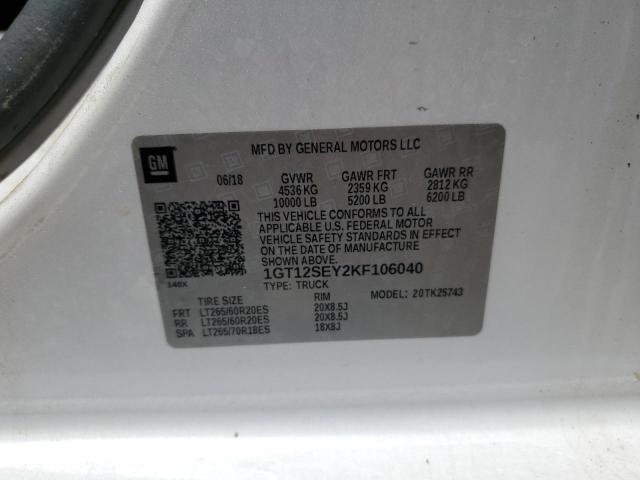 GM
MFD BY GENERAL MOTORS LLC
06/18 GVWR GAWR FRT GAWR RR
4536 KG 2359 KG 2812 KG
10000 LB 5200 LB 6200 LB
THIS VEHICLE CONFORMS TO ALL
APPLICABLE U.S. FEDERAL MOTOR
VEHICLE SAFETY STANDARDS IN EFFECT
ON THE DATE OF MANUFACTURE
SHOWN ABOVE.
1GT12SEY2KF106040
TYPE: TRUCK MODEL: 20TK25743
148X
TIRE SIZE RIM
FRT LT265/60R20ES 20X8.5J
RR LT265/60R20ES 20X8.5J
SPA LT265/70R18ES 18X8J